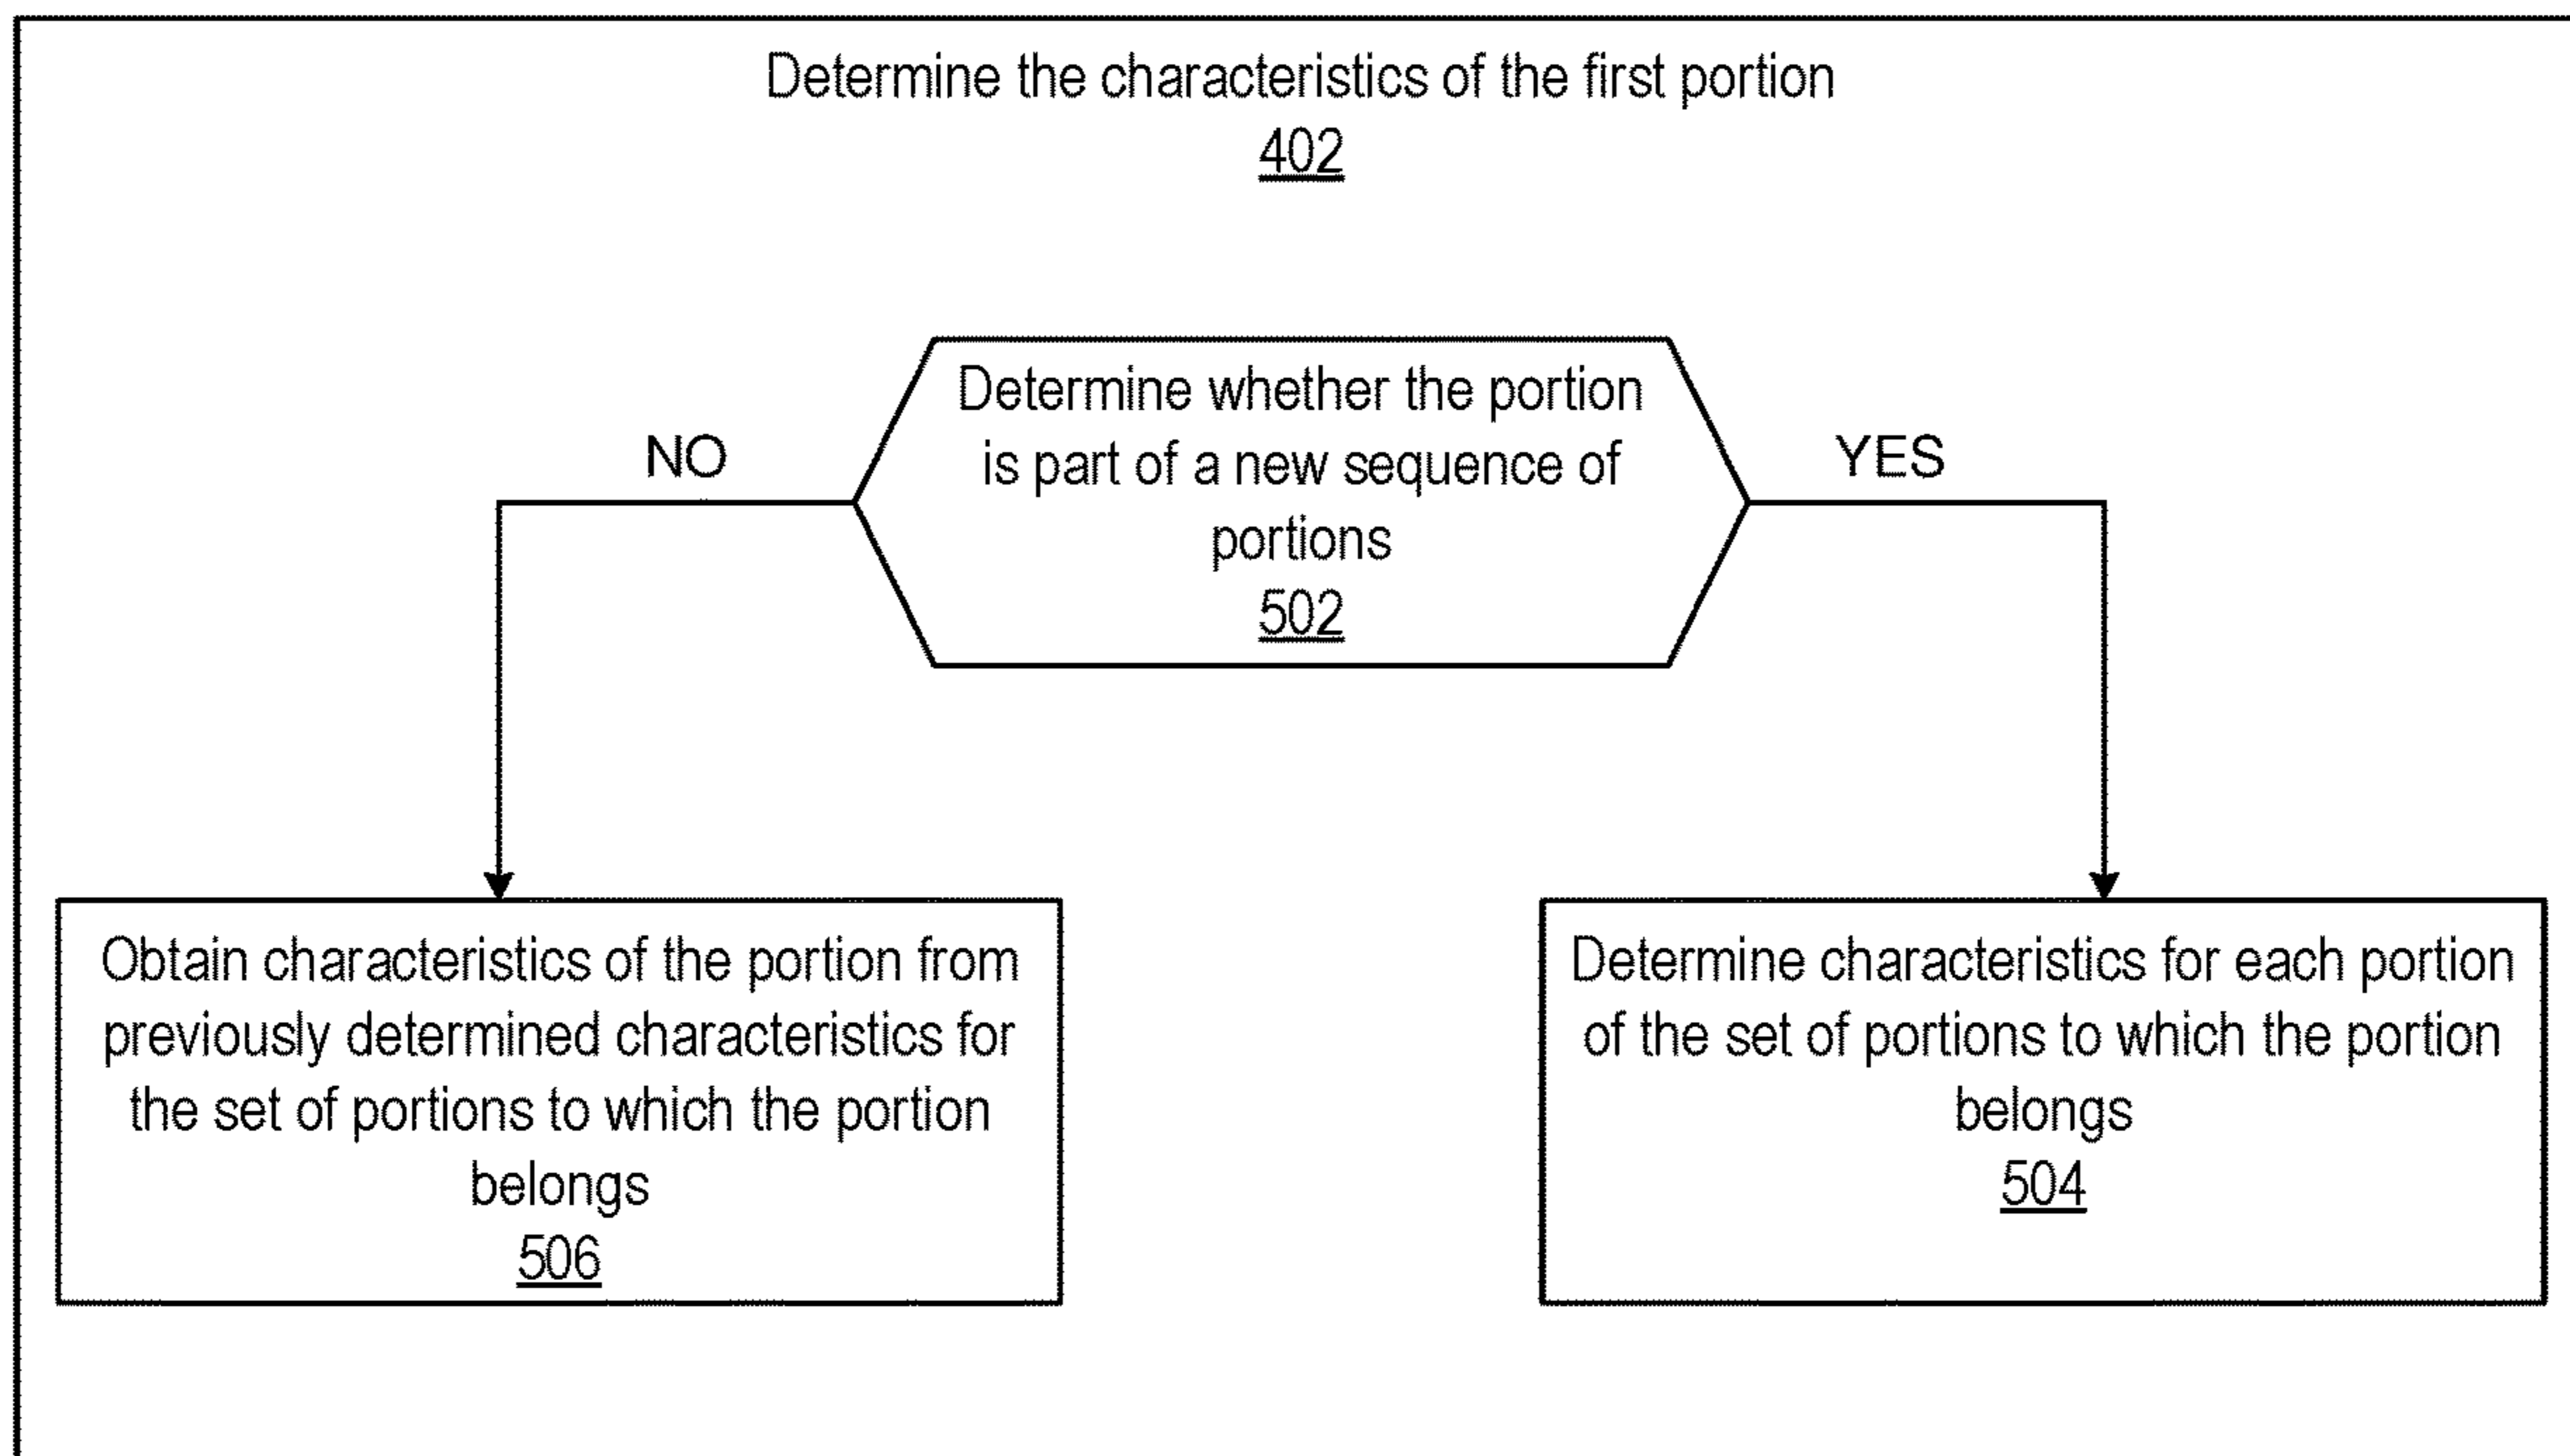 Determine the characteristics of the first portion
402
Determine whether the portion
is part of a new sequence of
portions
502
NO
YES
Obtain characteristics of the portion from
previously determined characteristics for
the set of portions to which the portion
belongs
506
Determine characteristics for each portion
of the set of portions to which the portion
belongs
504